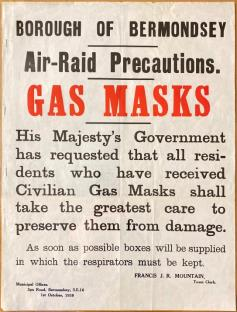 BOROUGH OF BERMONDSEY
Air-Raid Precautions.
GAS MASKS
His Majesty's Government
has requested that all resi-
dents who have received
Civilian Gas Masks shall
take the greatest care to
preserve them from damage.
As soon as possible boxes will be supplied
in which the respirators must be kept.
FRANCIS J. R. MOUNTAIN,
Town Clerk.
Municipal Offices,
Spa Road, Bermondsey, S.E.16
1st October, 1938